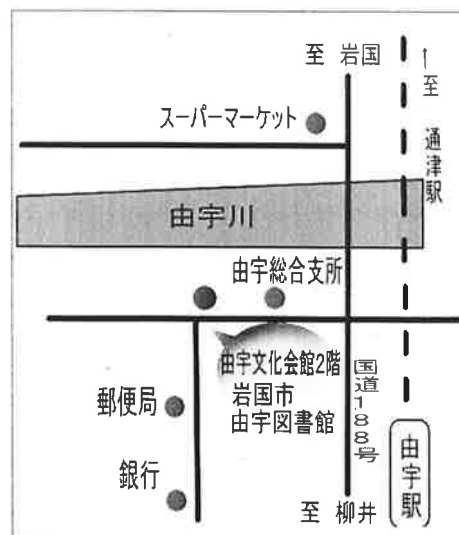 至 岩国
↑至 通津駅
スーパーマーケット
由宇川
由宇総合支所
由宇文化会館2階
岩国市
由宇図書館
国道188号
郵便局
銀行
由宇駅
至 柳井